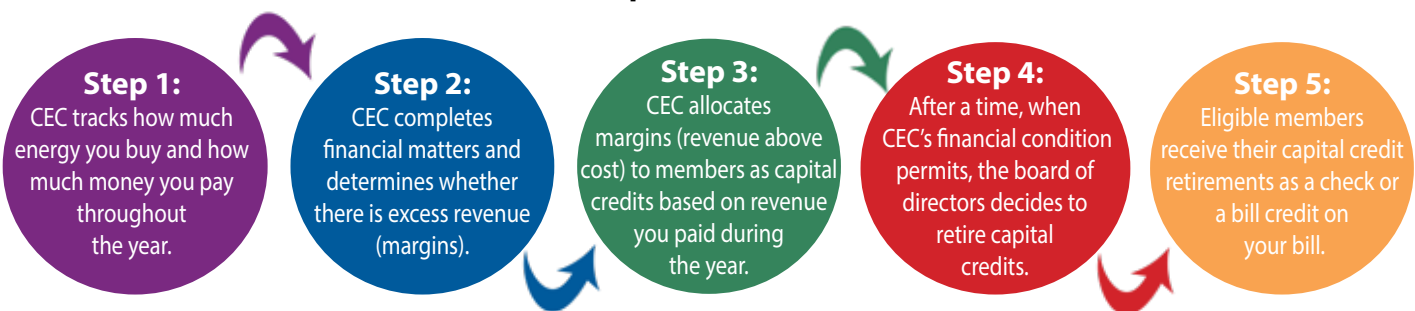 Step 1:
CEC tracks how much
energy you buy and how
much money you pay
throughout
the year.
Step 2:
CEC completes
financial matters and
determines whether
there is excess revenue
(margins).
Step 3:
CEC allocates
margins (revenue above
cost) to members as capital
credits based on revenue
you paid during
the year.
Step 4:
After a time, when
CEC's financial condition
permits, the board of
directors decides to
retire capital
credits.
Step 5:
Eligible members
receive their capital credit
retirements as a check or
a bill credit on
your bill.